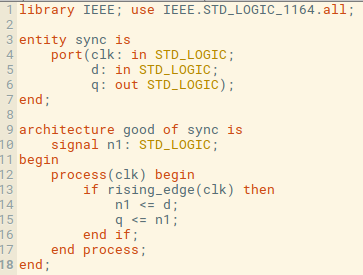 1 library IEEE; use IEEE.STD_LOGIC_1164.all;
2
3 entity sync is
4     port(clk: in STD_LOGIC;
5          d: in STD_LOGIC;
6          q: out STD_LOGIC);
7 end;
8
9 architecture good of sync is
10     signal n1: STD_LOGIC;
11 begin
12     process(clk) begin
13         if rising_edge(clk) then
14             n1 <= d;
15             q <= n1;
16         end if;
17     end process;
18 end;